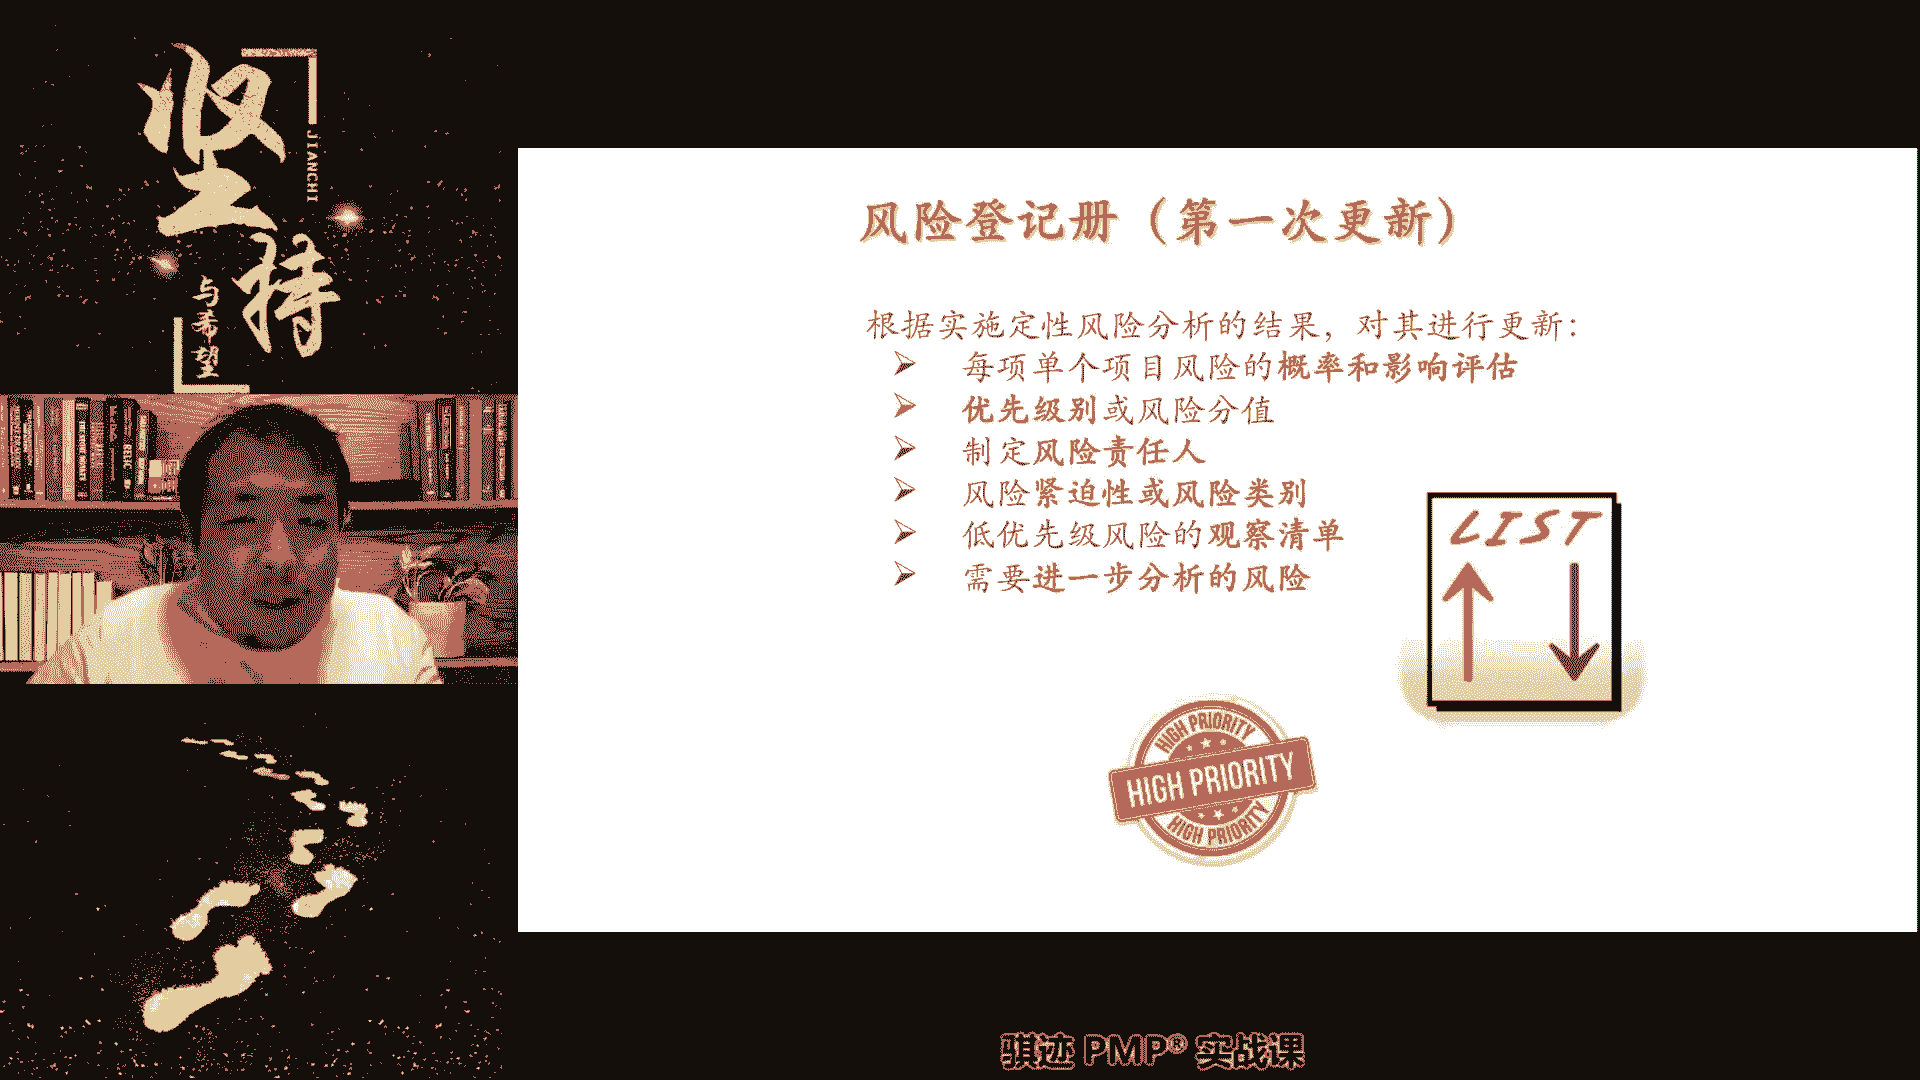 坚持
JIANCHI
与希望
风险登记册（第一次更新）
根据实施定性风险分析的结果，对其进行更新：
每项单个项目风险的概率和影响评估
优先级别或风险分值
制定风险责任人
风险紧迫性或风险类别
低优先级风险的观察清单
需要进一步分析的风险
LIST
HIGH PRIORITY
HIGH PRIORITY
HIGH PRIORITY
骐迹 PMP® 实战课